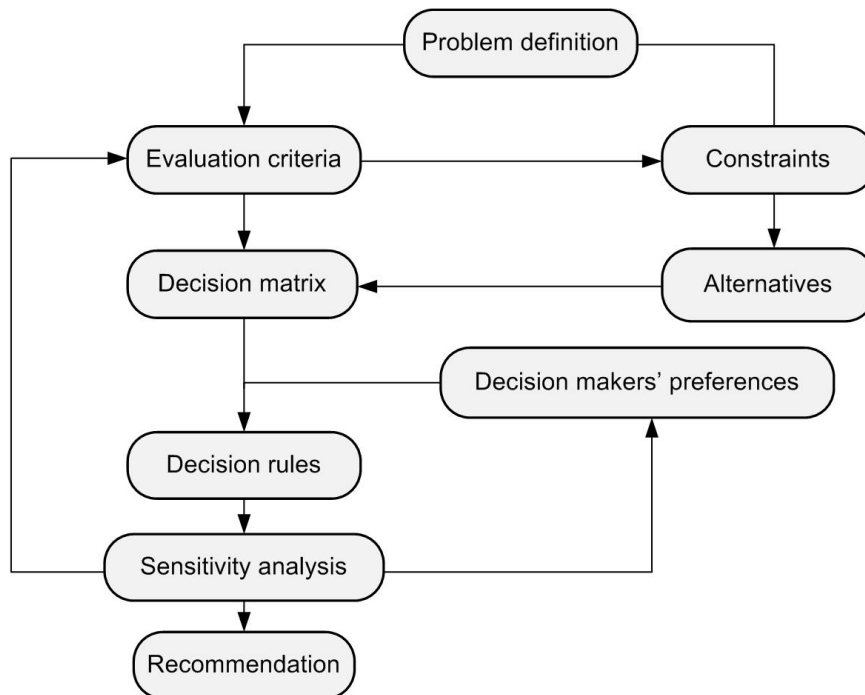 Problem definition
Evaluation criteria
Constraints
Decision matrix
Alternatives
Decision makers’ preferences
Decision rules
Sensitivity analysis
Recommendation